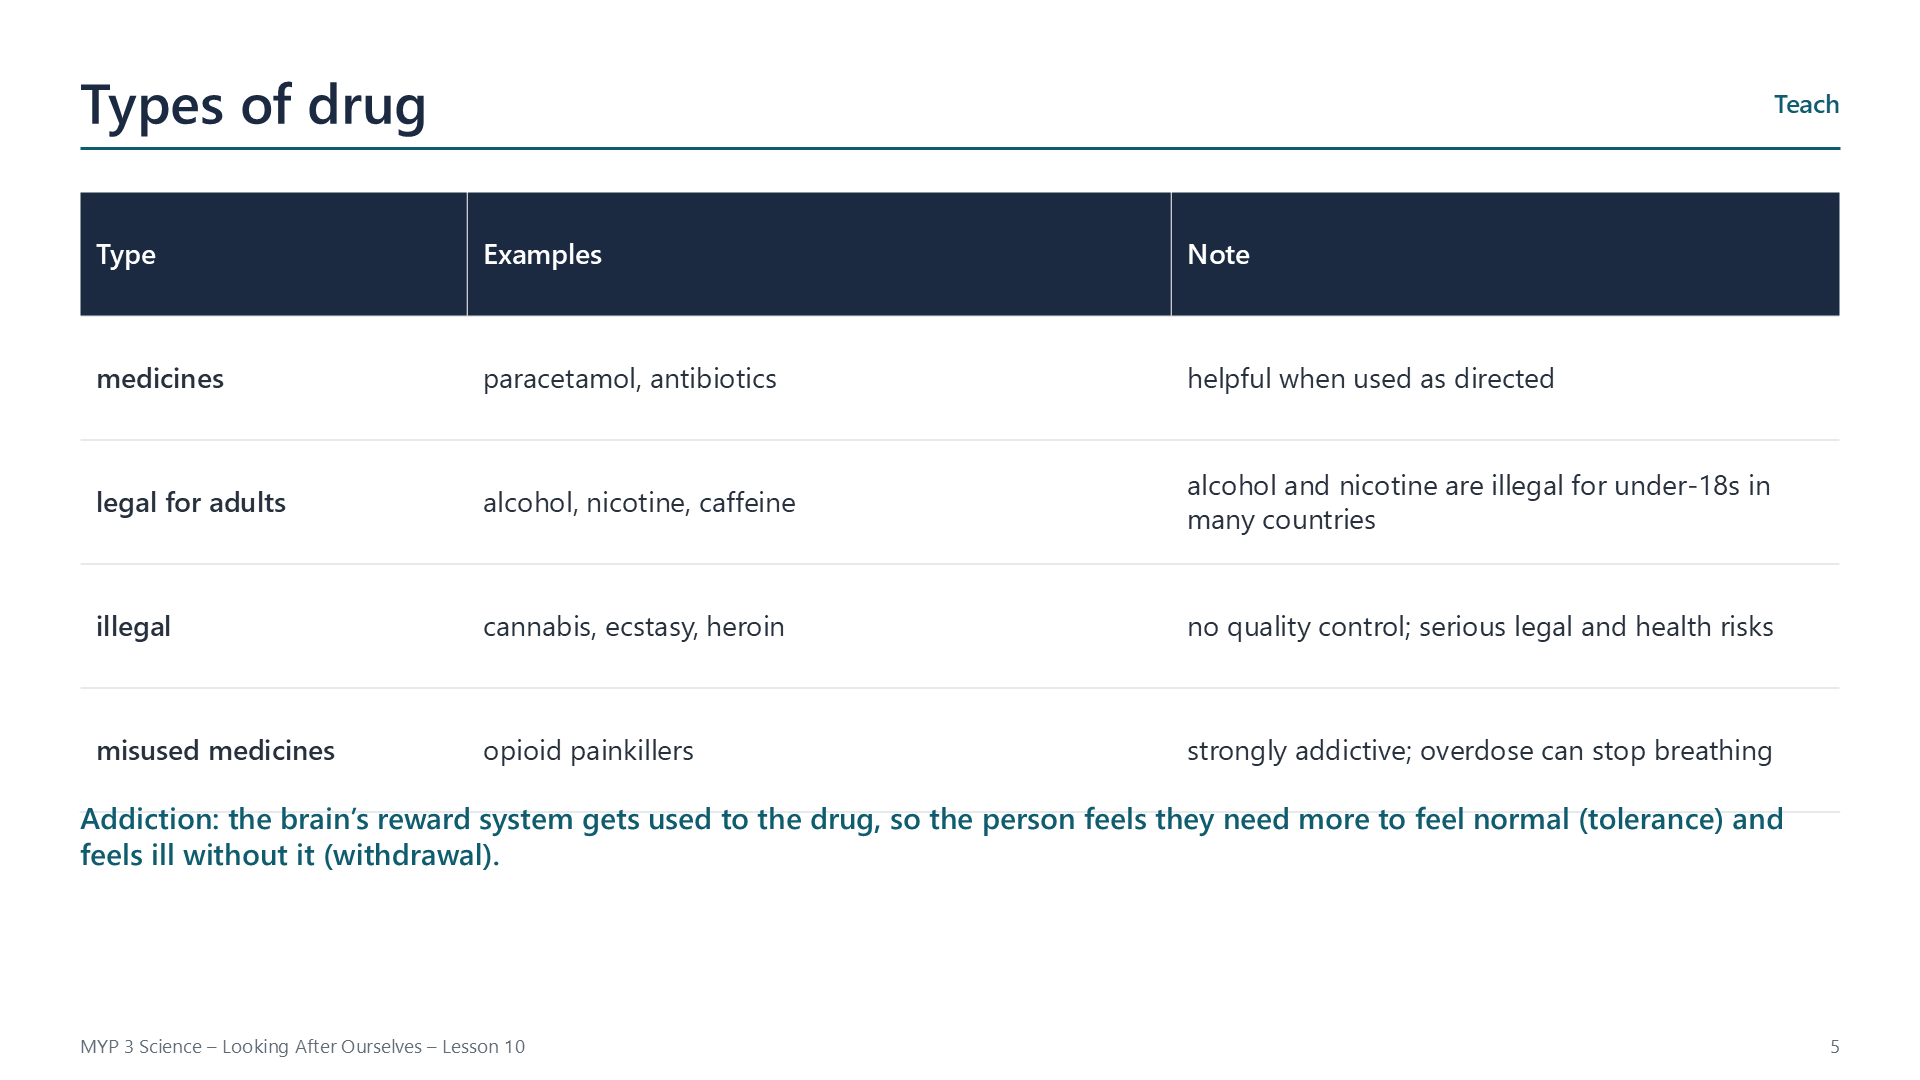 Types of drug
Teach
Type
Examples
Note
medicines
paracetamol, antibiotics
helpful when used as directed
legal for adults
alcohol, nicotine, caffeine
alcohol and nicotine are illegal for under-18s in
many countries
illegal
cannabis, ecstasy, heroin
no quality control; serious legal and health risks
misused medicines
opioid painkillers
strongly addictive; overdose can stop breathing
Addiction: the brain’s reward system gets used to the drug, so the person feels they need more to feel normal (tolerance) and
feels ill without it (withdrawal).
MYP 3 Science – Looking After Ourselves – Lesson 10
5